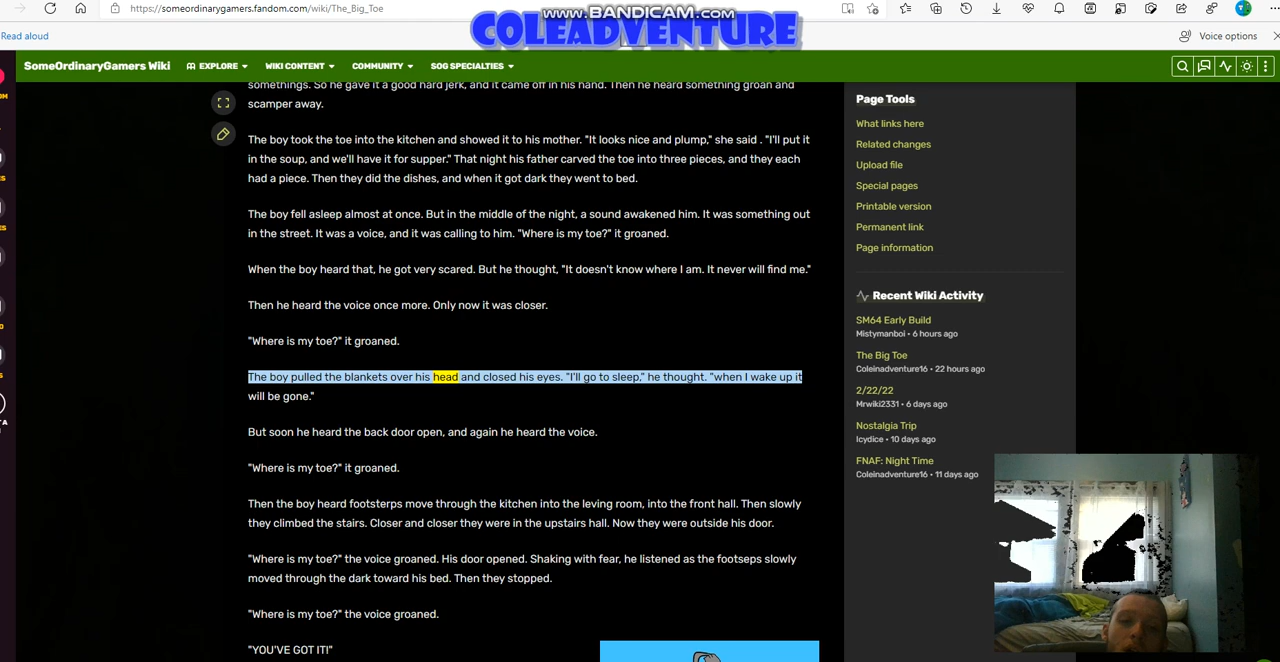 https://someordinarygamers.fandom.com/wiki/The_Big_Toe
WWW.BANDICAM.COM
COLEADVENTURE
Read aloud
Voice options
SomeOrdinaryGamers Wiki
EXPLORE
WIKI CONTENT
COMMUNITY
SOG SPECIALTIES
somethings. So he gave it a good hard jerk, and it came off in his hand. Then he heard something groan and
scamper away.
The boy took the toe into the kitchen and showed it to his mother. "It looks nice and plump," she said . "I'll put it
in the soup, and we'll have it for supper." That night his father carved the toe into three pieces, and they each
had a piece. Then they did the dishes, and when it got dark they went to bed.
The boy fell asleep almost at once. But in the middle of the night, a sound awakened him. It was something out
in the street. It was a voice, and it was calling to him. "Where is my toe?" it groaned.
When the boy heard that, he got very scared. But he thought, "It doesn't know where I am. It never will find me."
Then he heard the voice once more. Only now it was closer.
"Where is my toe?" it groaned.
The boy pulled the blankets over his head and closed his eyes. "I'll go to sleep," he thought. "when I wake up it
will be gone."
But soon he heard the back door open, and again he heard the voice.
"Where is my toe?" it groaned.
Then the boy heard footsterps move through the kitchen into the leving room, into the front hall. Then slowly
they climbed the stairs. Closer and closer they were in the upstairs hall. Now they were outside his door.
"Where is my toe?" the voice groaned. His door opened. Shaking with fear, he listened as the footseps slowly
moved through the dark toward his bed. Then they stopped.
"Where is my toe?" the voice groaned.
"YOU'VE GOT IT!"
Page Tools
What links here
Related changes
Upload file
Special pages
Printable version
Permanent link
Page information
Recent Wiki Activity
SM64 Early Build
Mistymanboi • 6 hours ago
The Big Toe
Coleinadventure16 • 22 hours ago
2/22/22
Mrwiki2331 • 6 days ago
Nostalgia Trip
Icydice • 10 days ago
FNAF: Night Time
Coleinadventure16 • 11 days ago